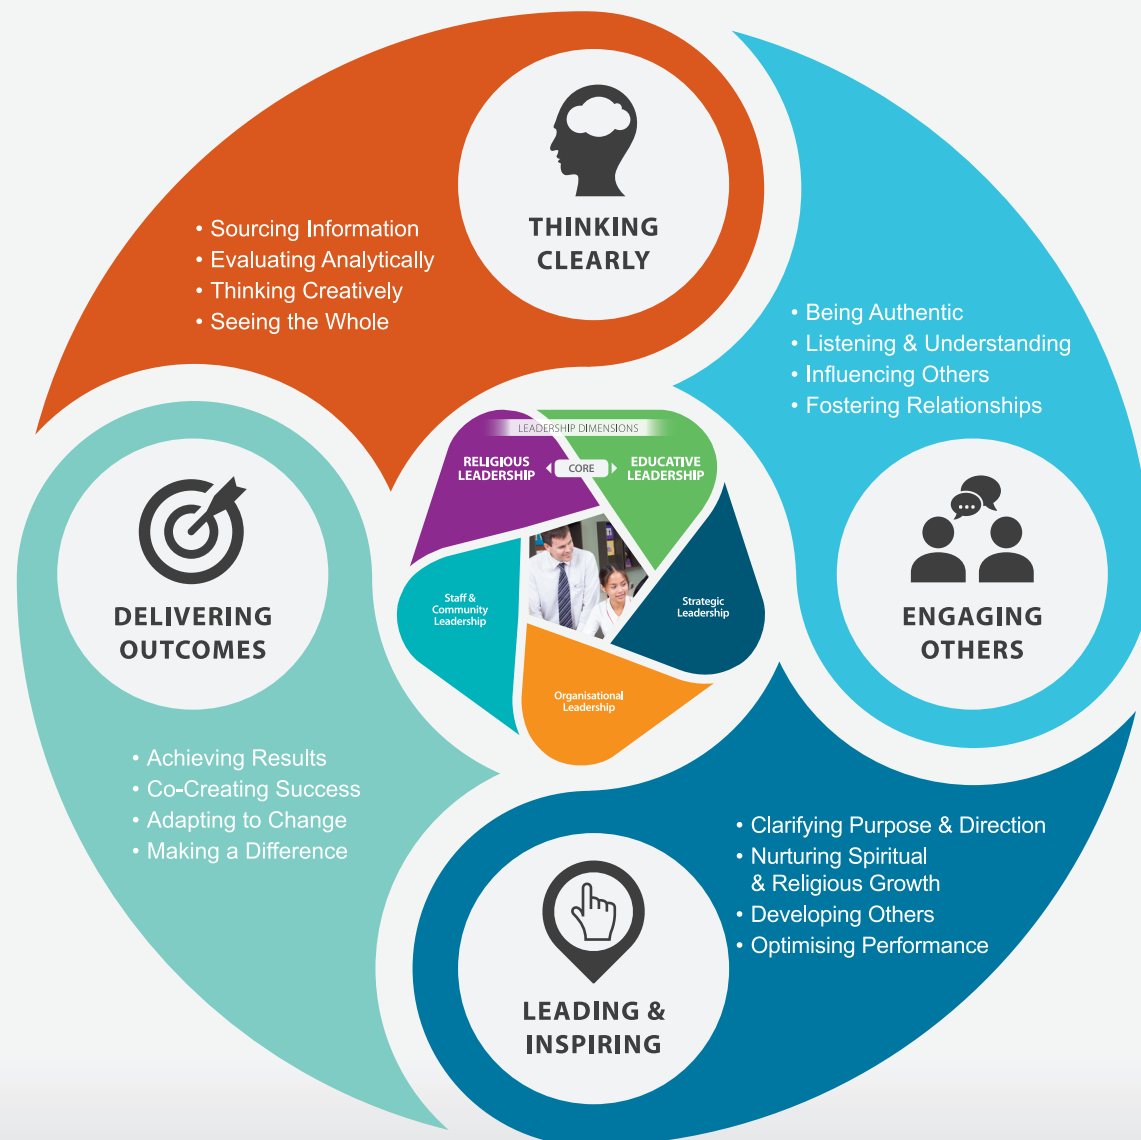 THINKING
CLEARLY
• Sourcing Information
• Evaluating Analytically
• Thinking Creatively
• Seeing the Whole
• Being Authentic
• Listening & Understanding
• Influencing Others
• Fostering Relationships
ENGAGING
OTHERS
LEADERSHIP DIMENSIONS
RELIGIOUS
LEADERSHIP
CORE
EDUCATIVE
LEADERSHIP
Staff &
Community
Leadership
Strategic
Leadership
Organisational
Leadership
DELIVERING
OUTCOMES
• Achieving Results
• Co-Creating Success
• Adapting to Change
• Making a Difference
• Clarifying Purpose & Direction
• Nurturing Spiritual
& Religious Growth
• Developing Others
• Optimising Performance
LEADING &
INSPIRING